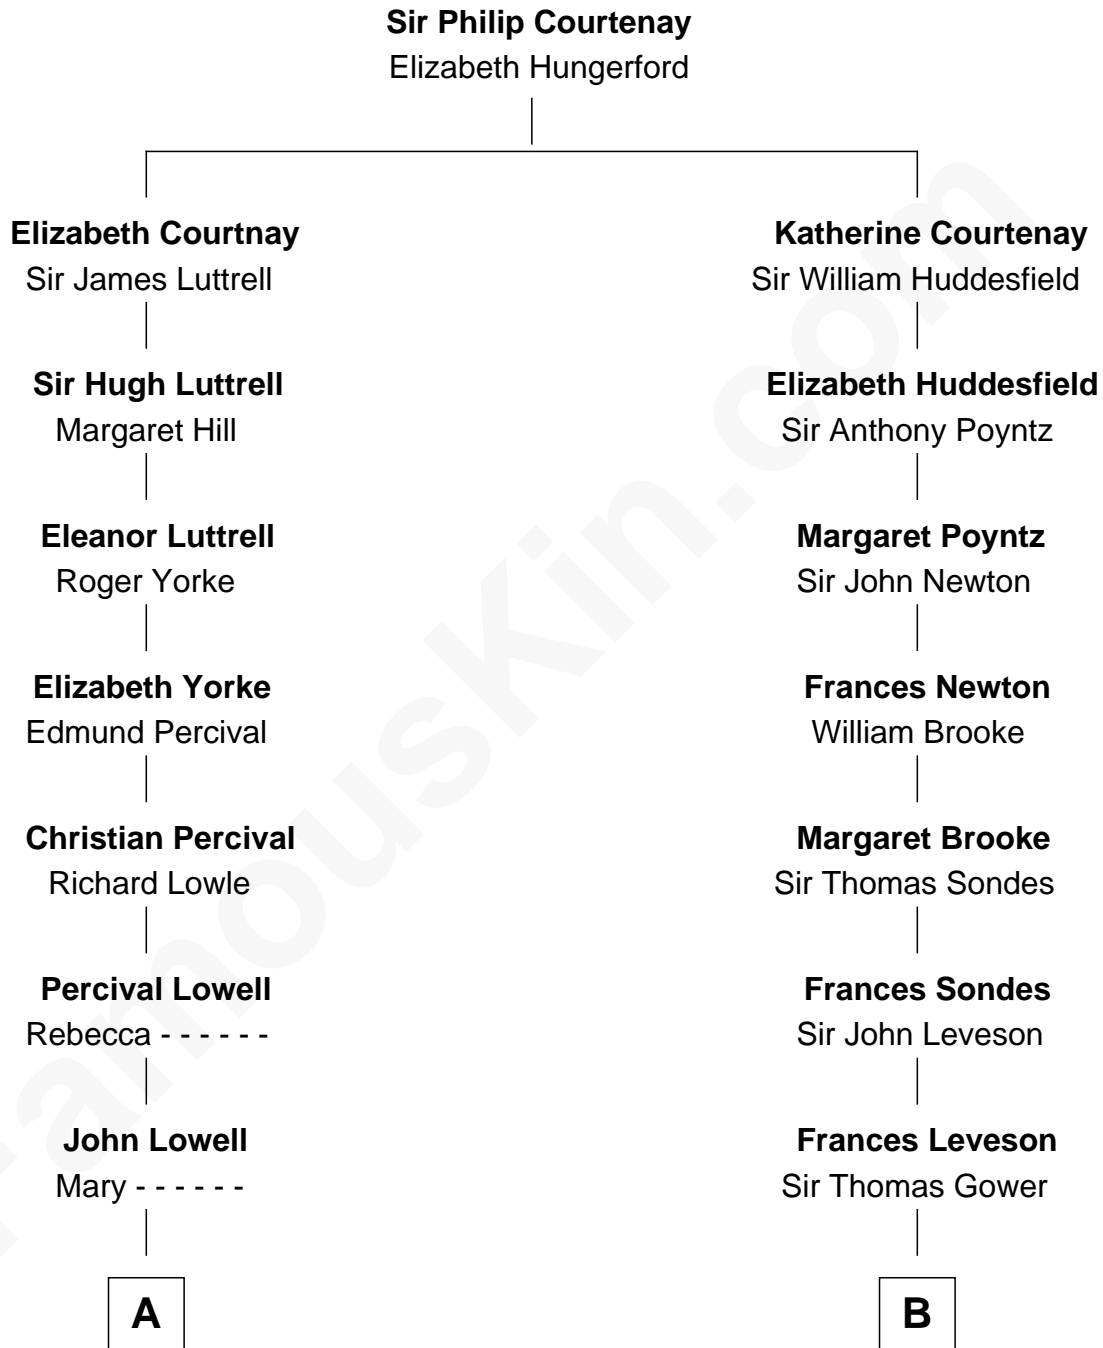 Sir Philip Courtenay
Elizabeth Hungerford
Elizabeth Courtnay
Sir James Luttrell
Katherine Courtenay
Sir William Huddesfield
Sir Hugh Luttrell
Margaret Hill
Elizabeth Huddesfield
Sir Anthony Poyntz
Eleanor Luttrell
Roger Yorke
Margaret Poyntz
Sir John Newton
Elizabeth Yorke
Edmund Percival
Frances Newton
William Brooke
Christian Percival
Richard Lowle
Margaret Brooke
Sir Thomas Sondes
Percival Lowell
Rebecca - - - - - -
Frances Sondes
Sir John Leveson
John Lowell
Mary - - - - - -
Frances Leveson
Sir Thomas Gower
A
B
FamousKin.com